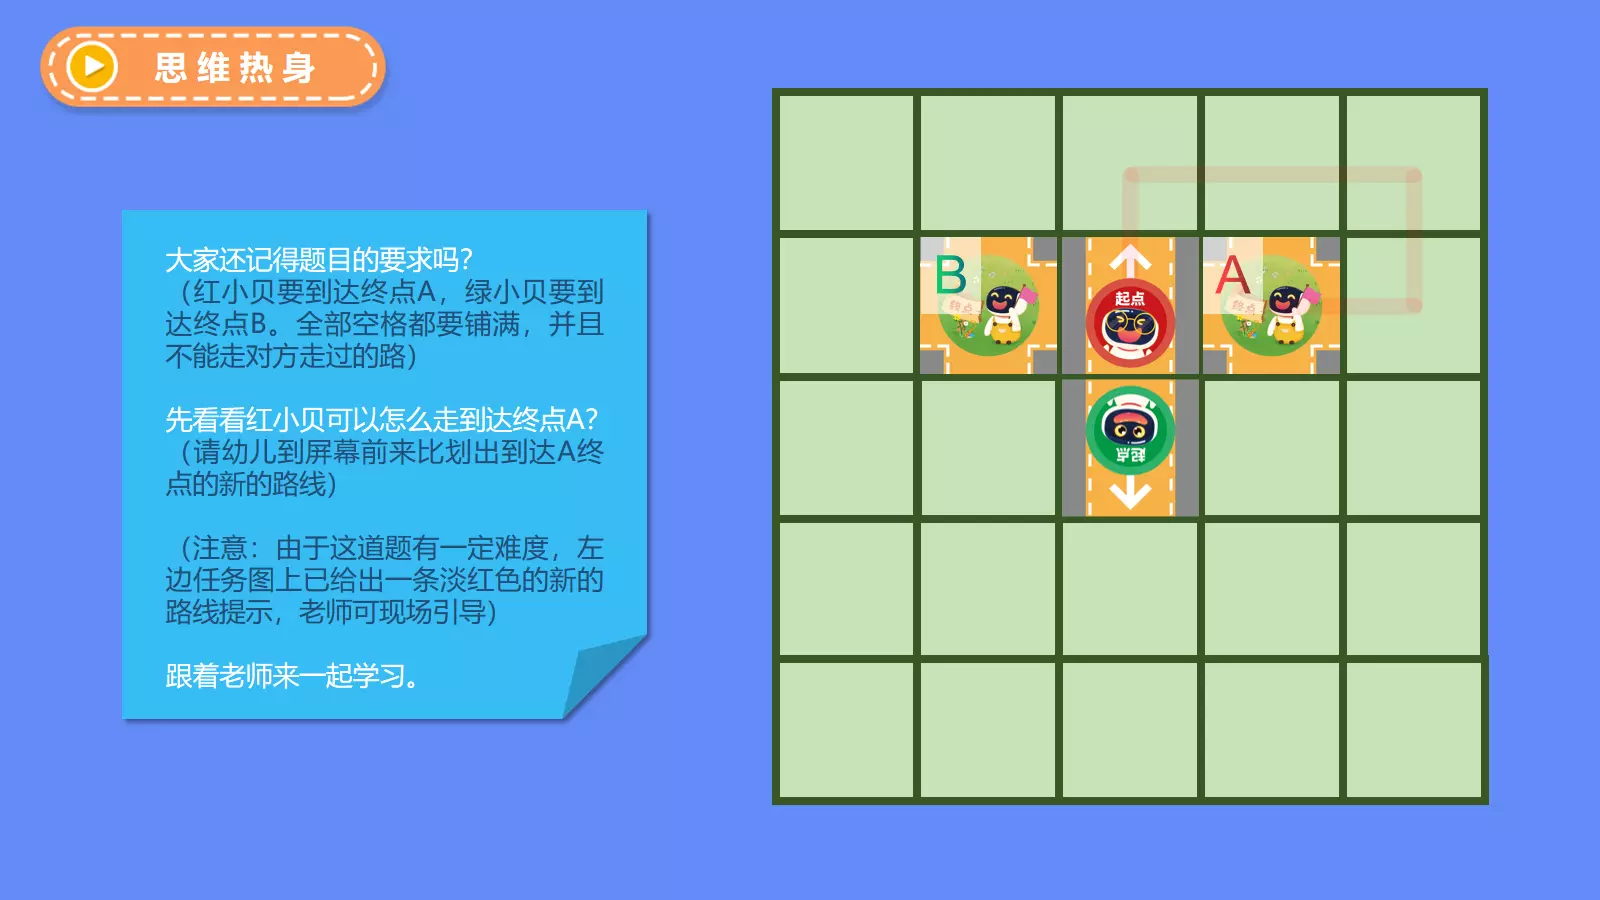 思维热身
大家还记得题目的要求吗？
（红小贝要到达终点A，绿小贝要到
达终点B。全部空格都要铺满，并且
不能走对方走过的路）
先看看红小贝可以怎么走到达终点A？
（请幼儿到屏幕前来比划出到达A终
点的新的路线）
（注意：由于这道题有一定难度，左
边任务图上已给出一条淡红色的新的
路线提示，老师可现场引导）
跟着老师来一起学习。
B
终点
起点
A
终点
起点